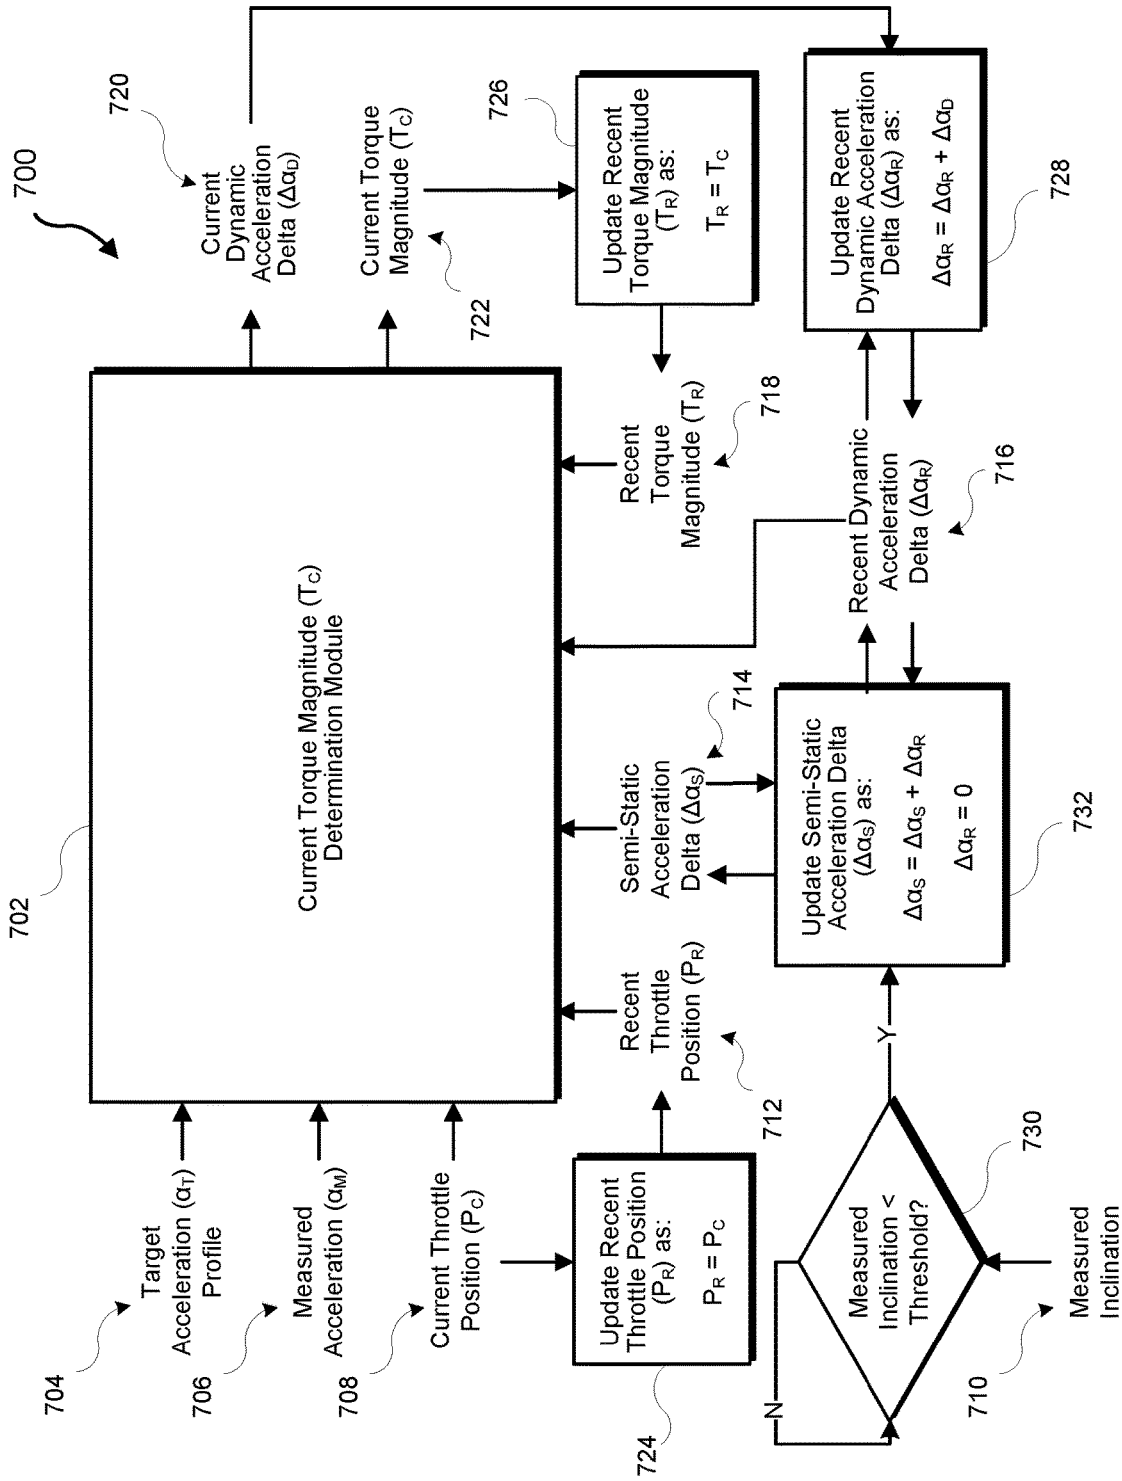 700
702
Current Torque Magnitude (T_C)
Determination Module
704
Target
Acceleration (α_T)
Profile
706
Measured
Acceleration (α_M)
708
Current Throttle
Position (P_C)
720
Current
Dynamic
Acceleration
Delta (Δα_D)
Current Torque
Magnitude (T_C)
722
724
Update Recent
Throttle Position
(P_R) as:
P_R = P_C
Recent
Throttle
Position (P_R)
712
Semi-Static
Acceleration
Delta (Δα_S)
714
Recent
Torque
Magnitude (T_R)
718
726
Update Recent
Torque Magnitude
(T_R) as:
T_R = T_C
710
Measured
Inclination
Measured
Inclination <
Threshold?
730
N
Y
Update Semi-Static
Acceleration Delta
(Δα_S) as:
Δα_S = Δα_S + Δα_R
Δα_R = 0
732
Recent Dynamic
Acceleration
Delta (Δα_R)
716
Update Recent
Dynamic Acceleration
Delta (Δα_R) as:
Δα_R = Δα_R + Δα_D
728